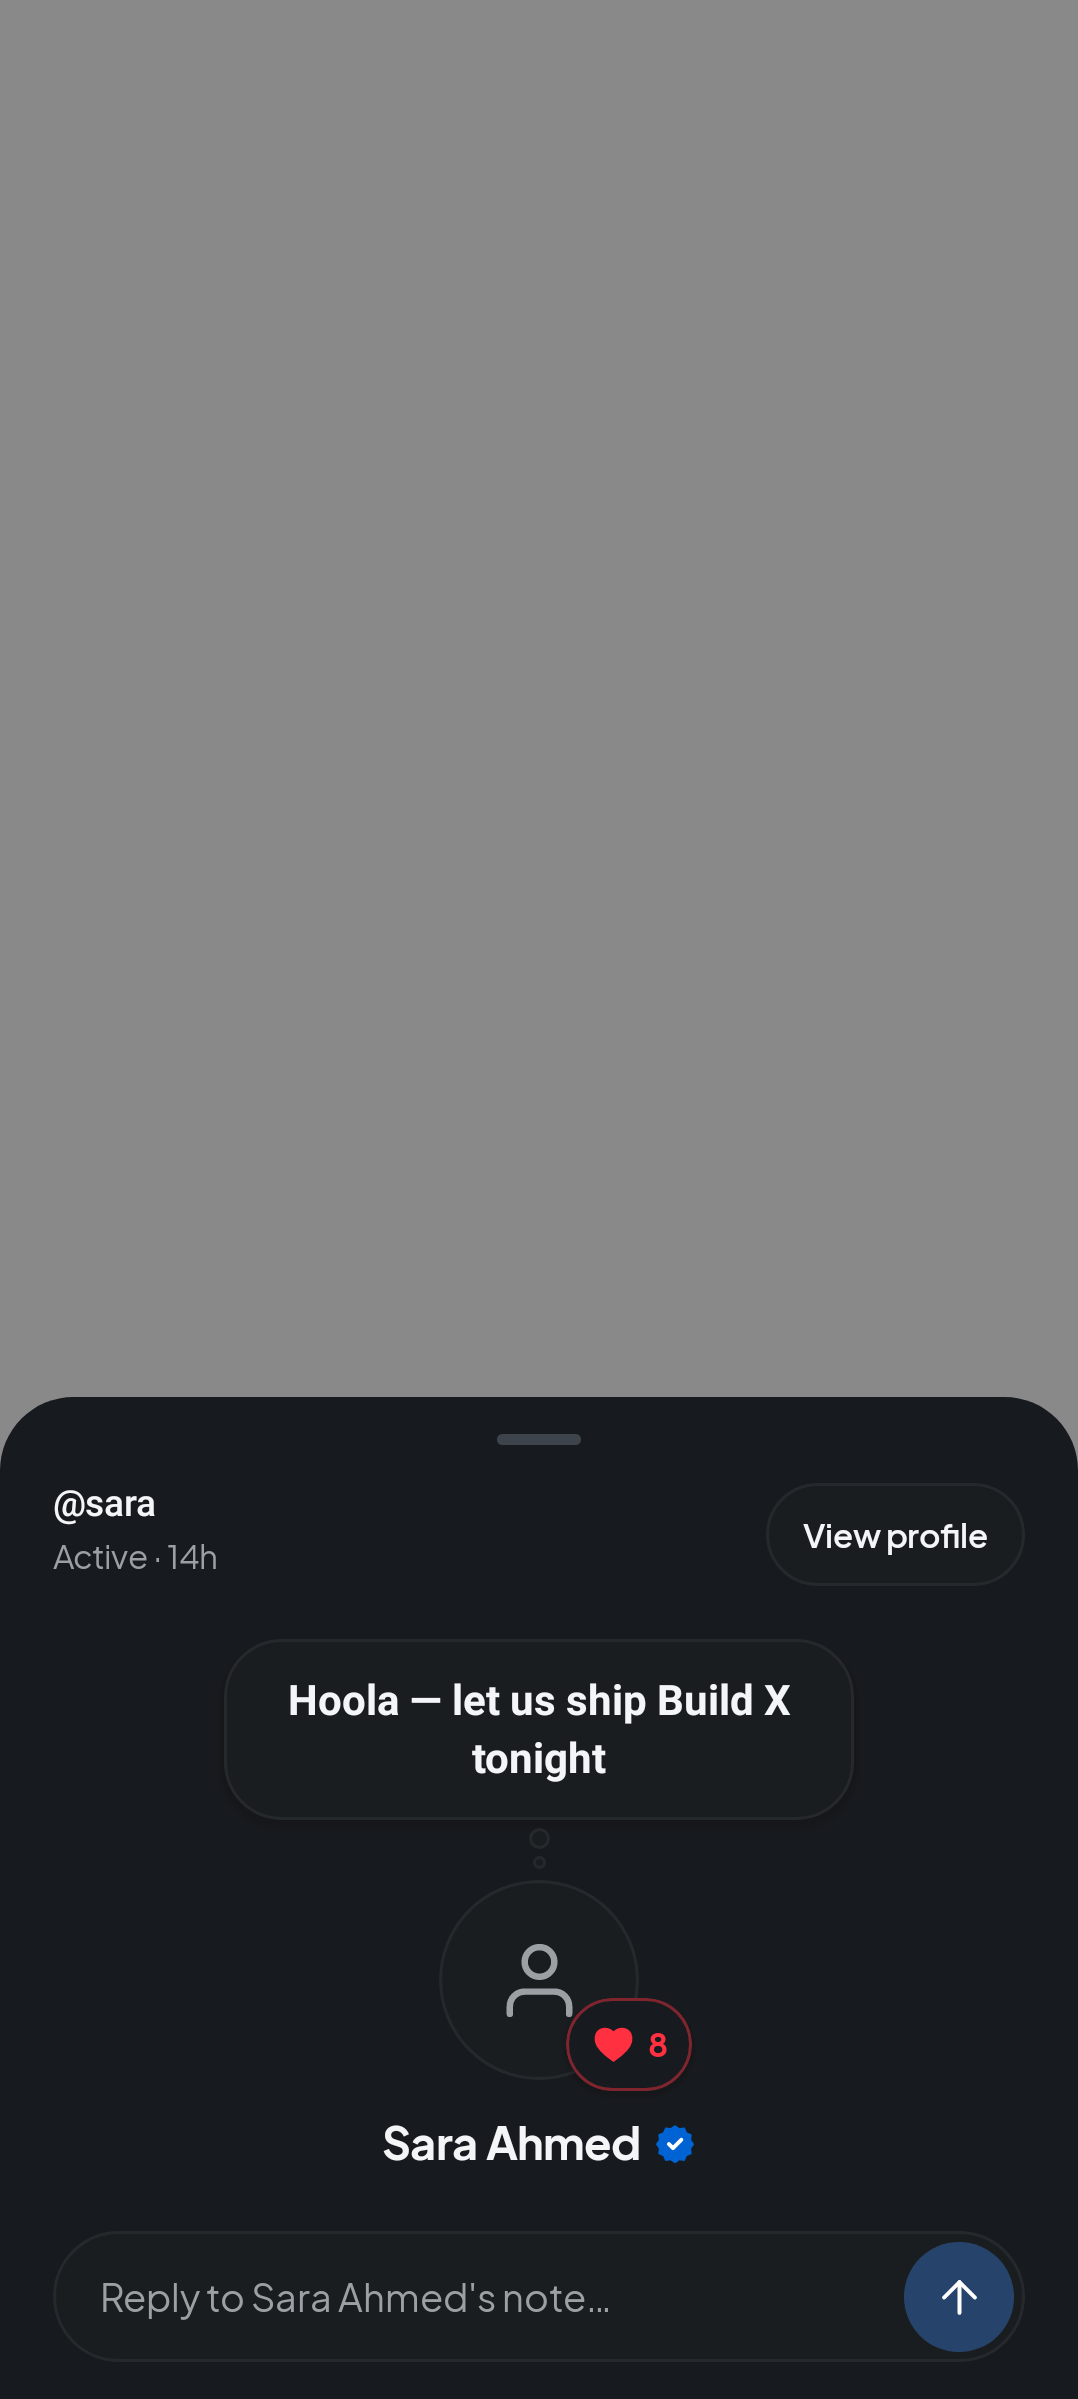 @sara
Active · 14h
View profile
Hoola — let us ship Build X
tonight
8
Sara Ahmed
Reply to Sara Ahmed's note…